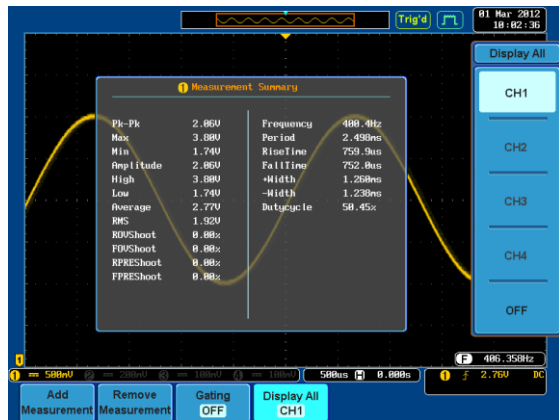 Trig'd
01 Mar 2012
10:02:36
Display All
CH1
CH2
CH3
CH4
OFF
1 Measurement Summary
Pk-Pk 2.06V
Max 3.80V
Min 1.74V
Amplitude 2.06V
High 3.80V
Low 1.74V
Average 2.77V
RMS 1.92V
ROVShoot 0.00%
FOVShoot 0.00%
RPREShoot 0.00%
FPREShoot 0.00%
Frequency 400.4Hz
Period 2.498ms
RiseTime 759.9us
FallTime 752.0us
+Width 1.260ms
-Width 1.238ms
Dutycycle 50.45%
1
F 406.358Hz
1 500mV 2 200mV 3 100mV 4 100mV 500us H 0.000s 1 2.76V DC
Add Measurement
Remove Measurement
Gating OFF
Display All CH1